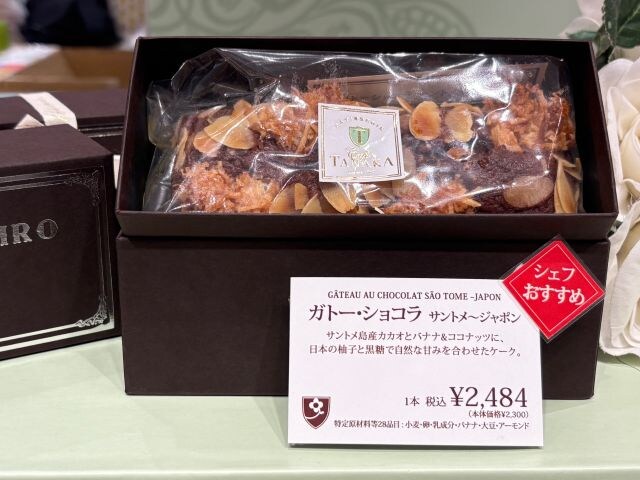 TANAKA
HRO
シェフ
おすすめ
GÂTEAU AU CHOCOLAT SÃO TOME -JAPON
ガトー・ショコラ サントメ〜ジャポン
サントメ島産カカオとバナナ&ココナッツに、
日本の柚子と黒糖で自然な甘みを合わせたケーク。
1本 税込 ¥2,484
(本体価格¥2,300)
特定原材料等28品目:小麦・卵・乳成分・バナナ・大豆・アーモンド